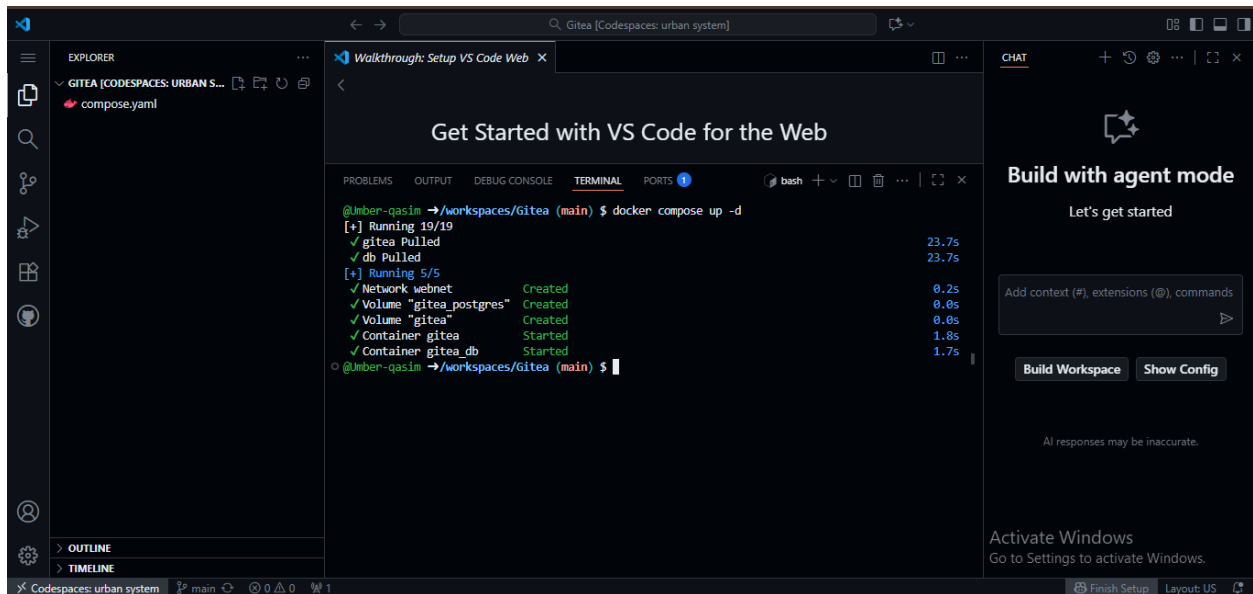 Gitea [Codespaces: urban system]
EXPLORER
GITEA [CODESPACES: URBAN S...
compose.yaml
OUTLINE
TIMELINE
Walkthrough: Setup VS Code Web
Get Started with VS Code for the Web
PROBLEMS OUTPUT DEBUG CONSOLE TERMINAL PORTS 1 bash
@Umber-qasim ➜/workspaces/Gitea (main) $ docker compose up -d
[+] Running 19/19
✓ gitea Pulled 23.7s
✓ db Pulled 23.7s
[+] Running 5/5
✓ Network webnet Created 0.2s
✓ Volume "gitea_postgres" Created 0.0s
✓ Volume "gitea" Created 0.0s
✓ Container gitea Started 1.8s
✓ Container gitea_db Started 1.7s
@Umber-qasim ➜/workspaces/Gitea (main) $
CHAT
Build with agent mode
Let's get started
Add context (#), extensions (@), commands
Build Workspace Show Config
AI responses may be inaccurate.
Activate Windows
Go to Settings to activate Windows.
Codespaces: urban system main 0 0 1 Finish Setup Layout: US